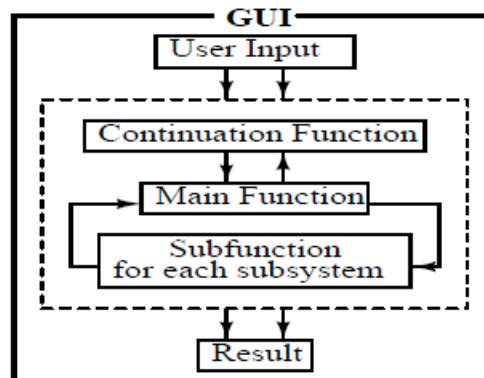 GUI
User Input
Continuation Function
Main Function
Subfunction
for each subsystem
Result